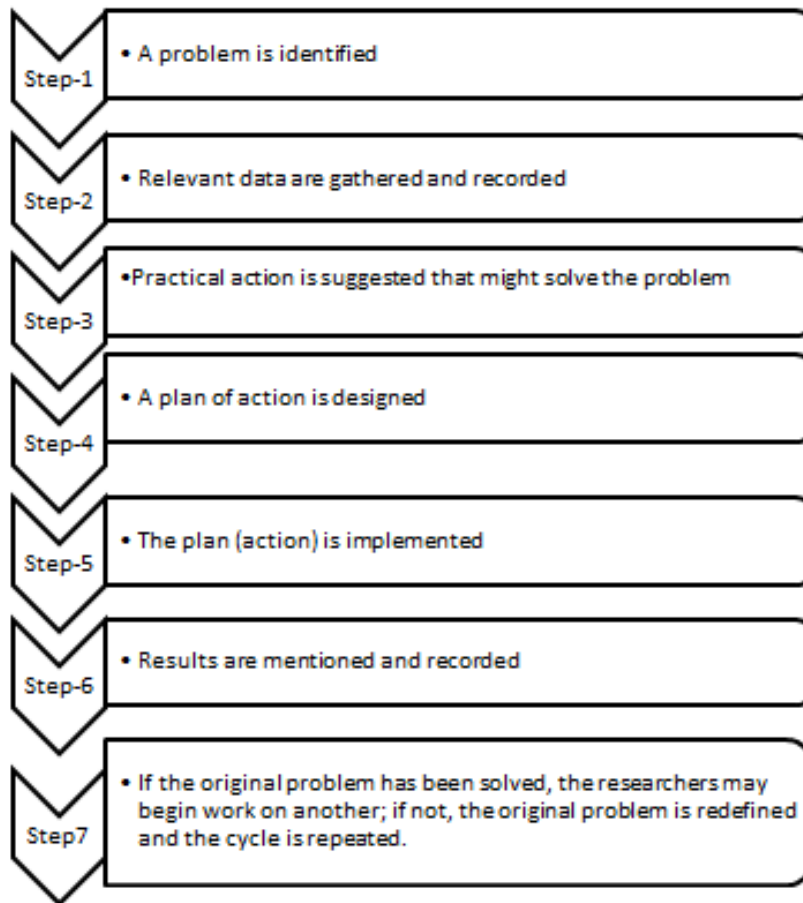 Step-1
• A problem is identified
Step-2
• Relevant data are gathered and recorded
Step-3
•Practical action is suggested that might solve the problem
Step-4
• A plan of action is designed
Step-5
• The plan (action) is implemented
Step-6
• Results are mentioned and recorded
Step7
• If the original problem has been solved, the researchers may
begin work on another; if not, the original problem is redefined
and the cycle is repeated.